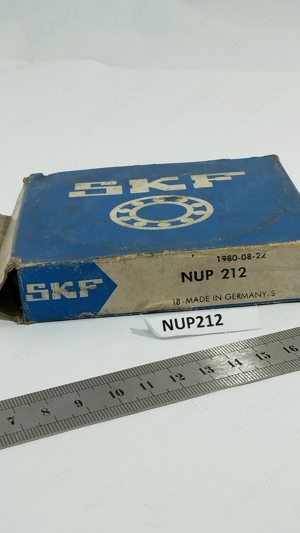 SKF
1980-08-22
NUP 212
SKF
18 MADE IN GERMANY S
NUP212
7 8 9 10 11 12 13 14 15 16